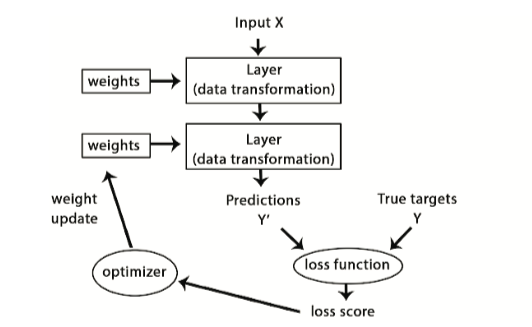 Input X
Layer
(data transformation)
weights
Layer
(data transformation)
weights
weight
update
Predictions
Y'
True targets
Y
optimizer
loss function
loss score